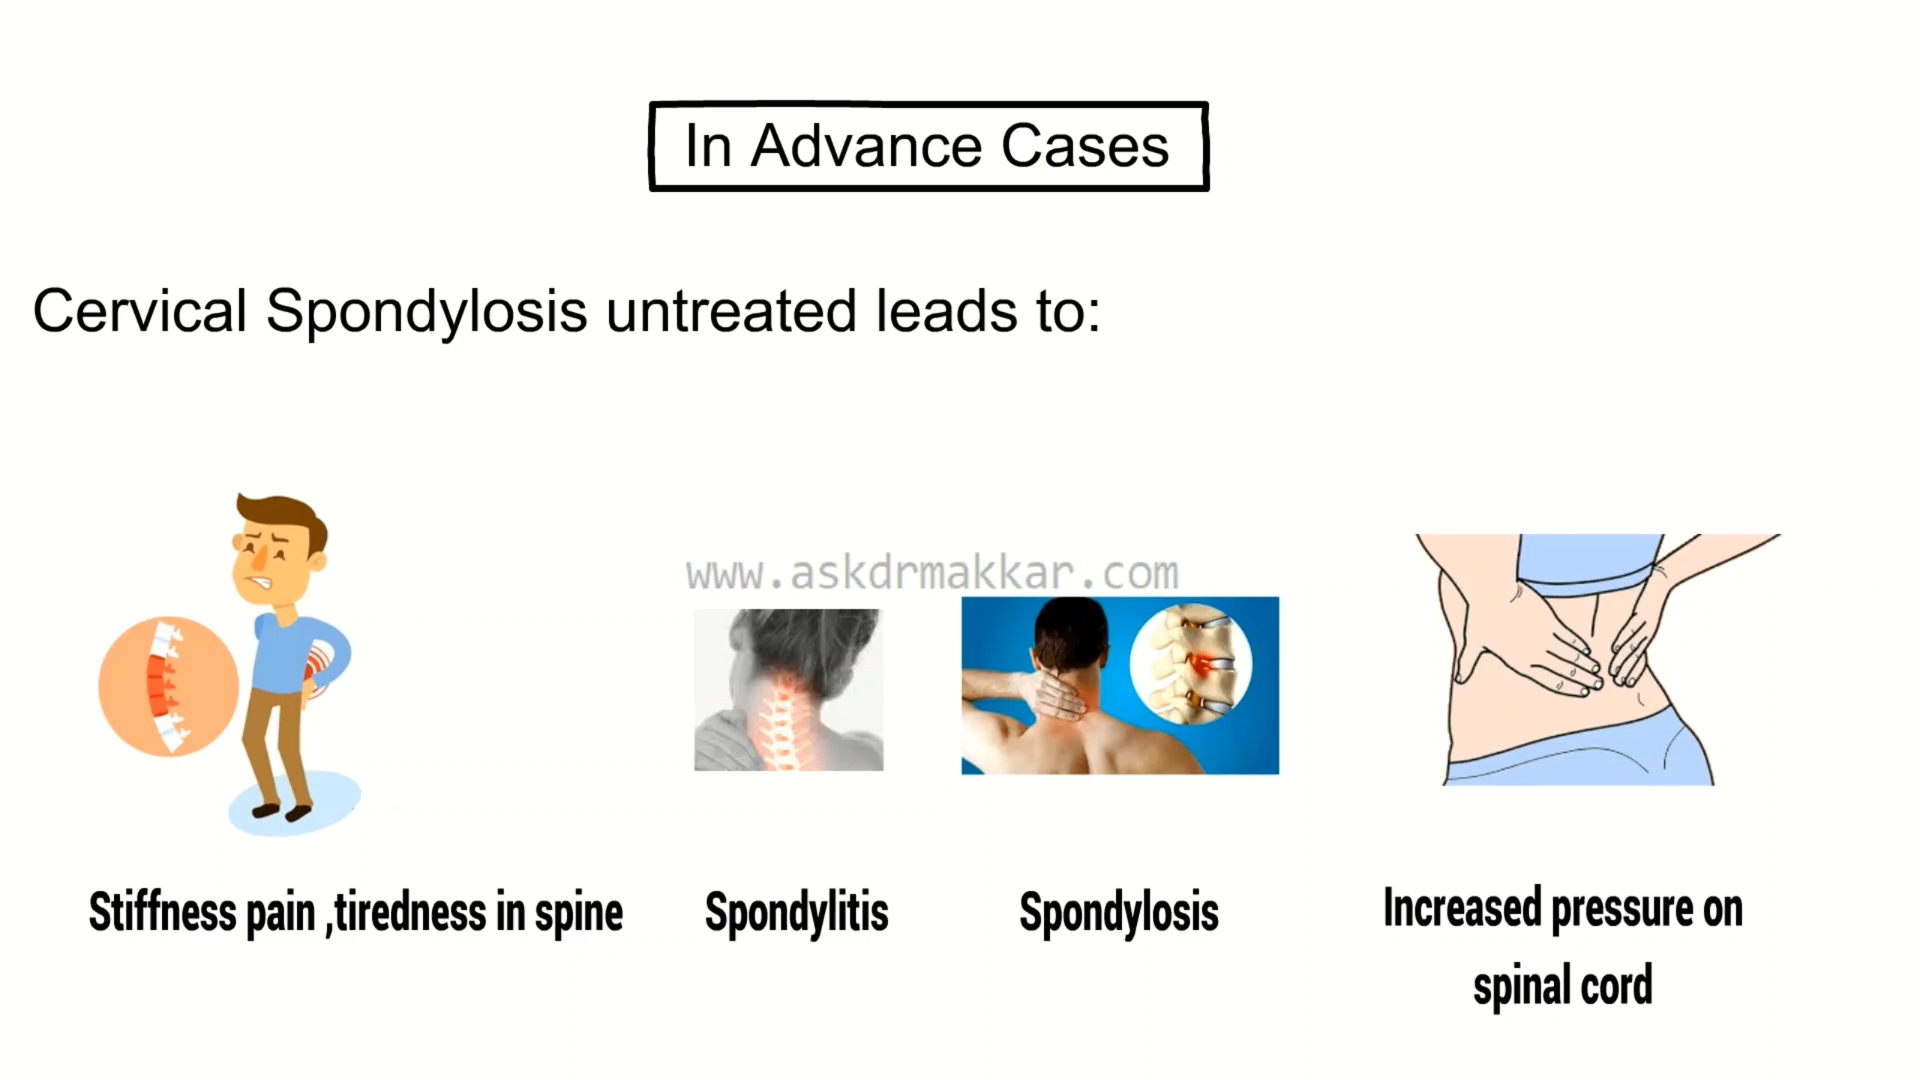 In Advance Cases
Cervical Spondylosis untreated leads to:
www.askdrmakkar.com
Stiffness pain ,tiredness in spine
Spondylitis
Spondylosis
Increased pressure on
spinal cord